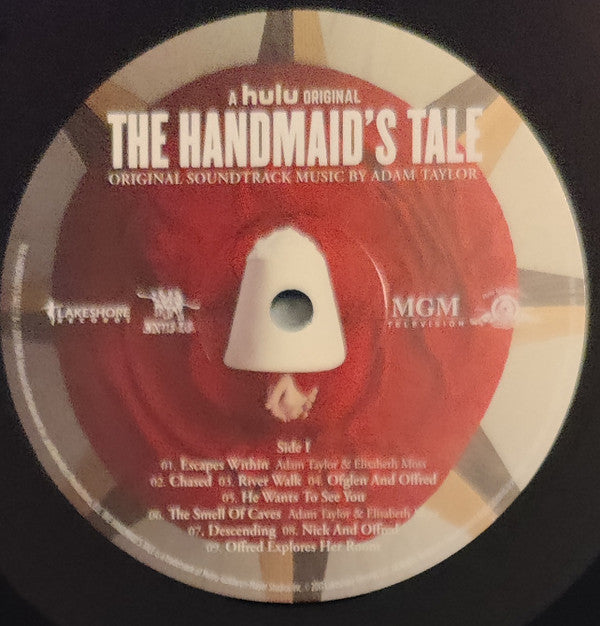 A hulu ORIGINAL
THE HANDMAID'S TALE
ORIGINAL SOUNDTRACK MUSIC BY ADAM TAYLOR
LAKESHORE
RECORDS
MGM
TELEVISION
Side 1
01. Escapes Within Adam Taylor & Elisabeth Moss
02. Chased 03. River Walk 04. Ofglen And Offred
05. He Wants To See You
06. The Smell Of Caves Adam Taylor & Elisabeth
07. Descending 08. Nick And Offred
09. Offred Explores Her Room